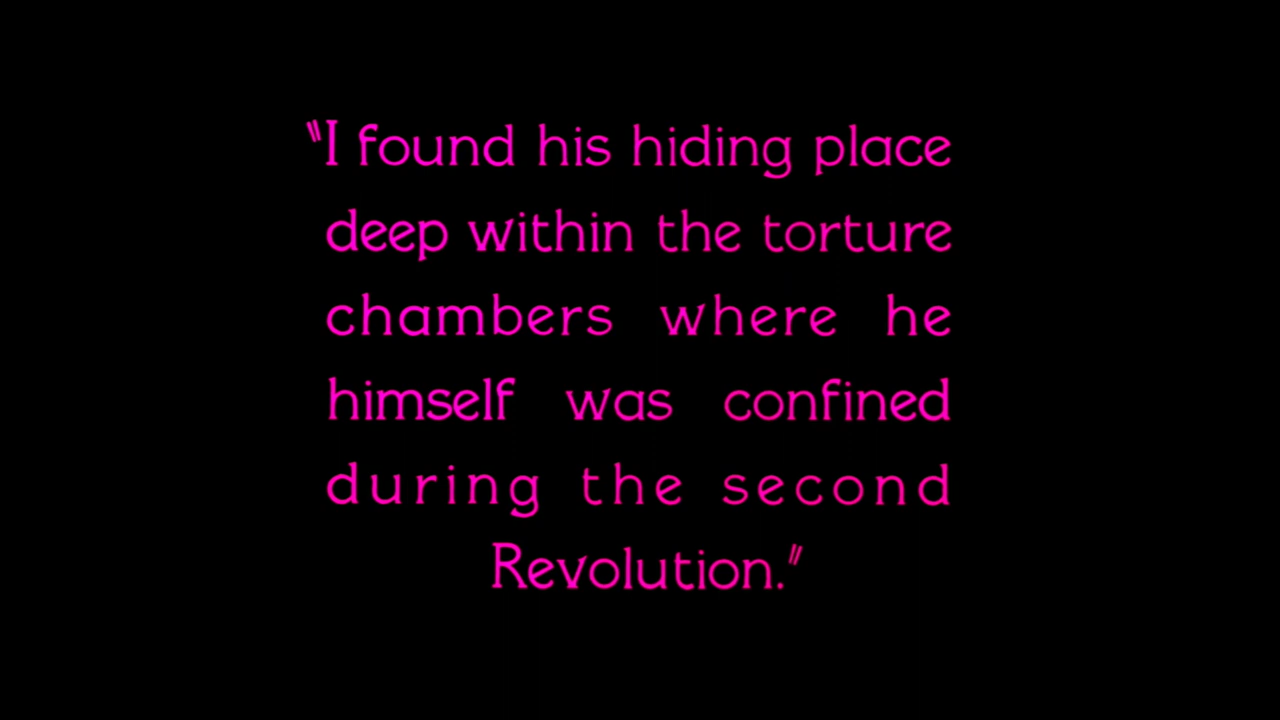 "I found his hiding place
deep within the torture
chambers where he
himself was confined
during the second
Revolution."